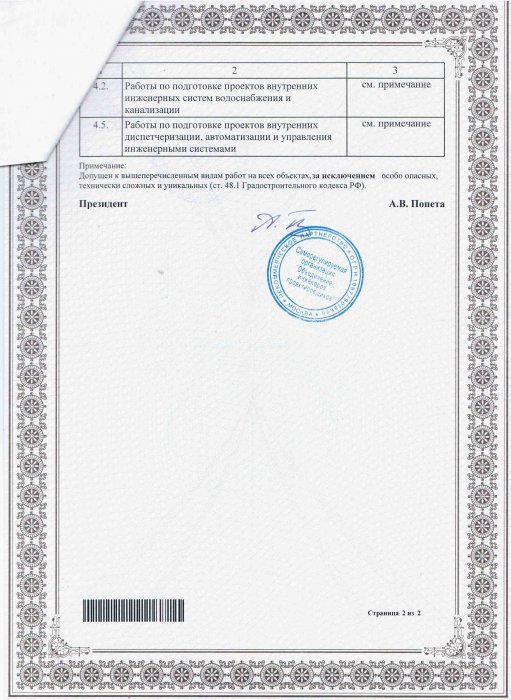 2
3
4.2.
Работы по подготовке проектов внутренних
см. примечание
инженерных систем водоснабжения и
канализации
4.5.
Работы по подготовке проектов внутренних
см. примечание
диспетчеризации, автоматизации и управления
инженерными системами
Примечание:
Допущен к вышеперечисленным видам работ на всех объектах,за исключением особо опасных,
технически сложных и уникальных (ст. 48.1 Градостроительного кодекса РФ).
Президент
А.В. Попета
НЕКОММЕРЧЕСКОЕ ПАРТНЕРСТВО
ОГРН
МОСКВА
Саморегулируемая
организация
Объединение
инженеров
проектировщиков
Страница 2 из 2